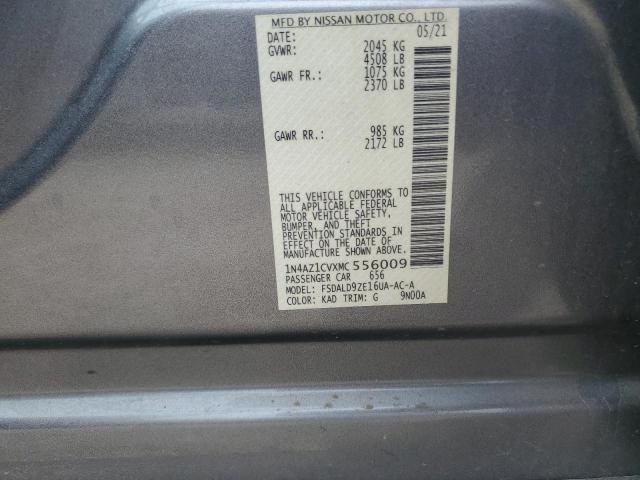 MFD BY NISSAN MOTOR CO., LTD.
DATE: 05/21
GVWR: 2045 KG
4508 LB
GAWR FR.: 1075 KG
2370 LB
GAWR RR.: 985 KG
2172 LB
THIS VEHICLE CONFORMS TO
ALL APPLICABLE FEDERAL
MOTOR VEHICLE SAFETY,
BUMPER, AND THEFT
PREVENTION STANDARDS IN
EFFECT ON THE DATE OF
MANUFACTURE SHOWN ABOVE.
1N4AZ1CVXMC 556009
PASSENGER CAR 656
MODEL: FSDALD9ZE16UA-AC-A
COLOR: KAD TRIM: G 9N00A